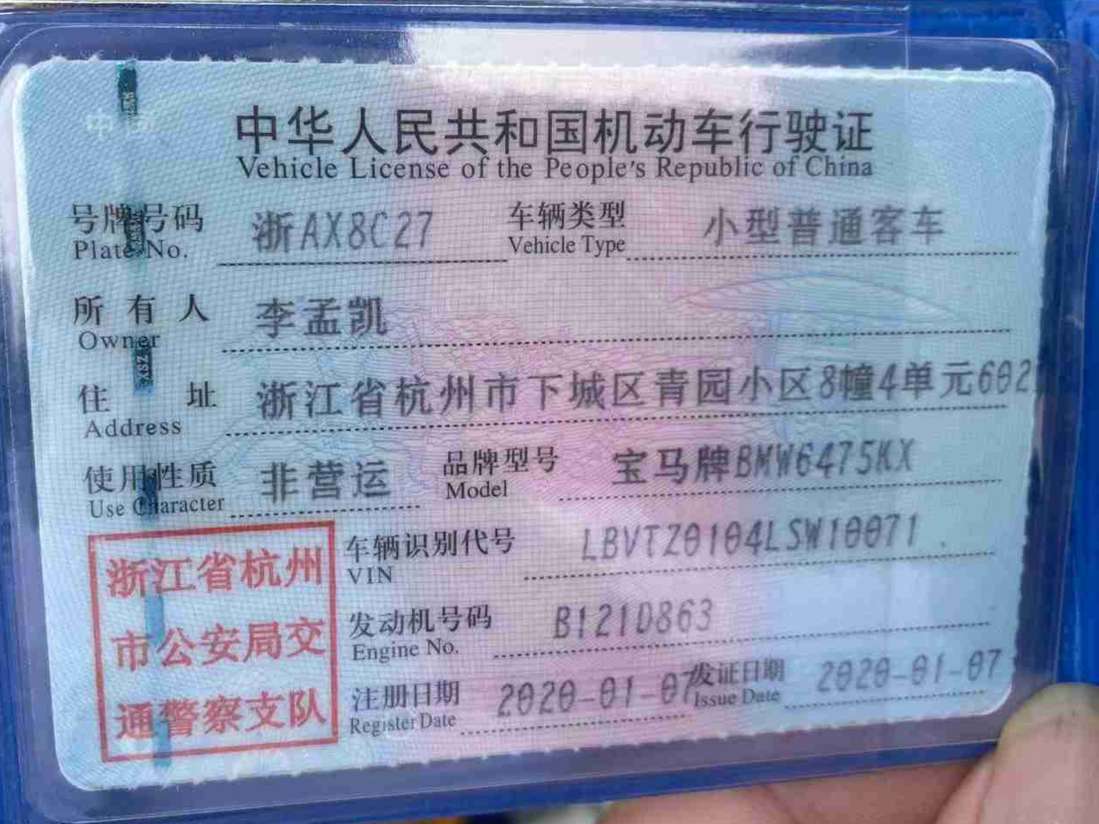 中华人民共和国机动车行驶证
Vehicle License of the People's Republic of China
号牌号码 浙AX8C27 车辆类型 小型普通客车
Plate No. Vehicle Type
所有人 李孟凯
Owner
住址 浙江省杭州市下城区青园小区8幢4单元602
Address
使用性质 非营运 品牌型号 宝马牌BMW6475KX
Use Character Model
车辆识别代号 LBVTZ0104LSW10071
VIN
发动机号码 B121D863
Engine No.
注册日期 2020-01-07 发证日期 2020-01-07
Register Date Issue Date
浙江省杭州
市公安局交
通警察支队